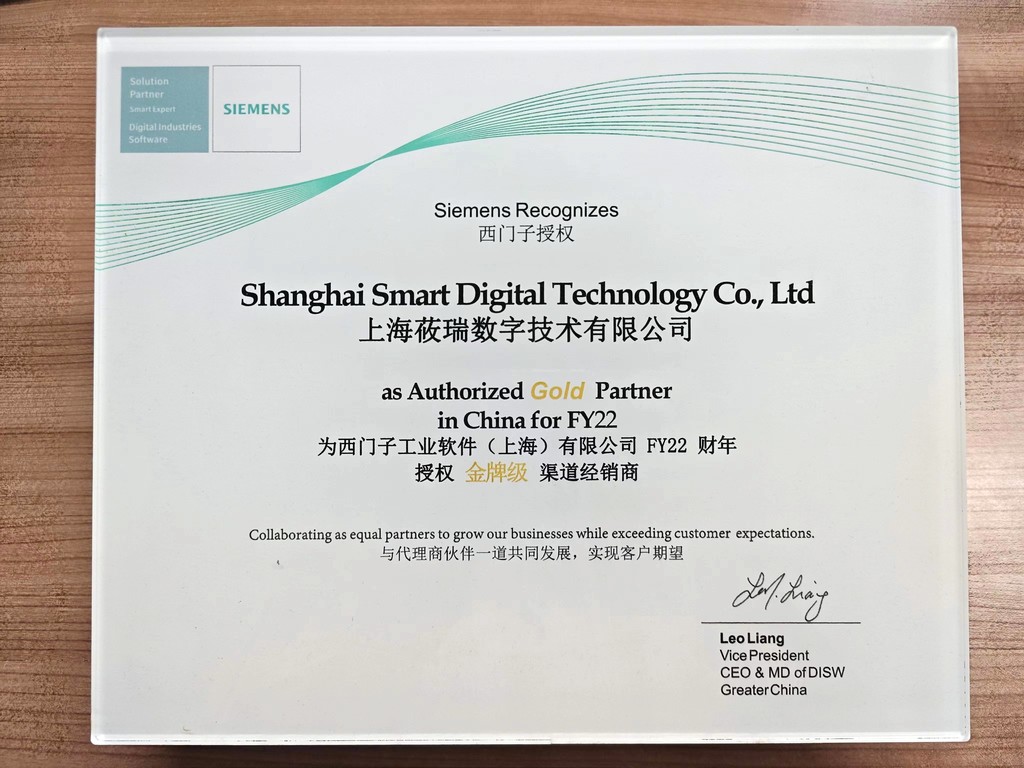 Solution
Partner
Smart Expert
Digital Industries
Software
SIEMENS
Siemens Recognizes
西门子授权
Shanghai Smart Digital Technology Co., Ltd
上海莜瑞数字技术有限公司
as Authorized Gold Partner
in China for FY22
为西门子工业软件（上海）有限公司 FY22 财年
授权 金牌级 渠道经销商
Collaborating as equal partners to grow our businesses while exceeding customer expectations.
与代理商伙伴一道共同发展，实现客户期望
Leo Liang
Leo Liang
Vice President
CEO & MD of DISW
Greater China